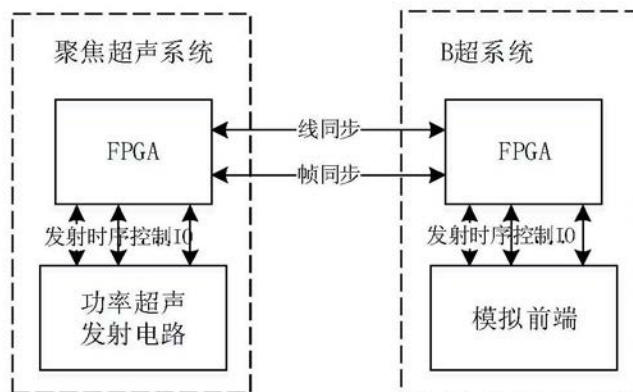 聚焦超声系统
B超系统
FPGA
FPGA
线同步
帧同步
发射时序控制IO
发射时序控制IO
功率超声
发射电路
模拟前端